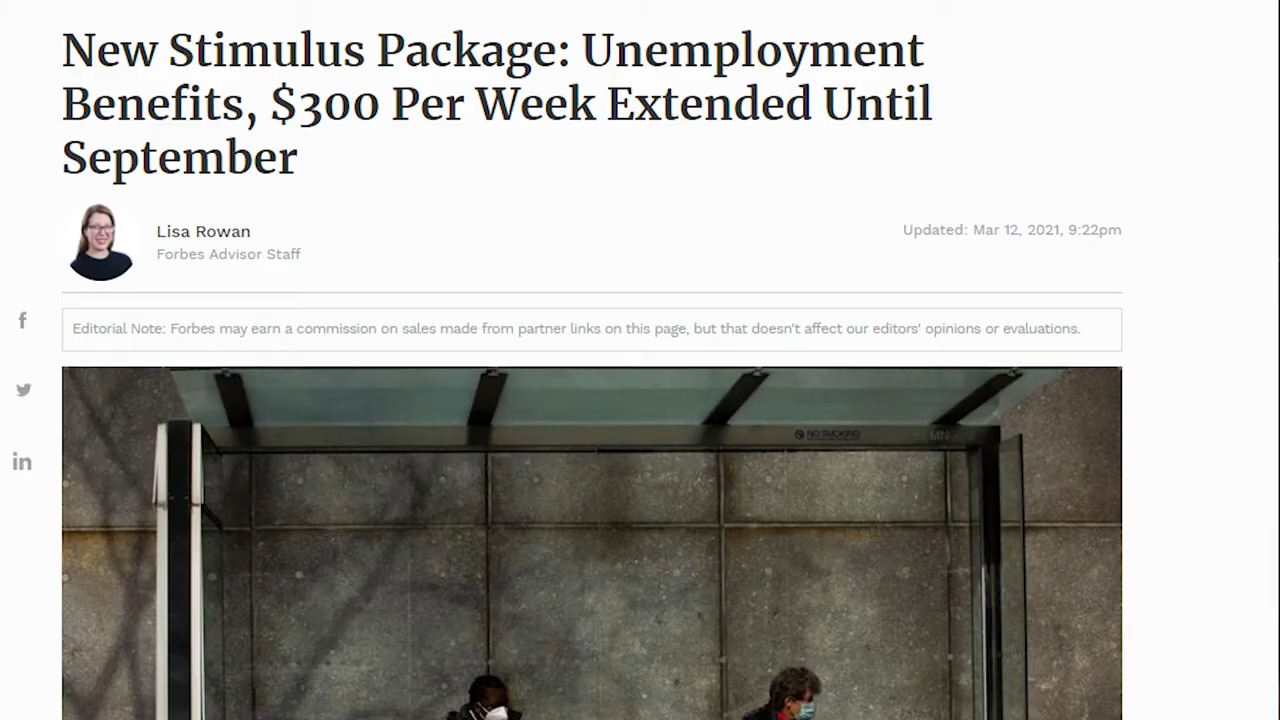 New Stimulus Package: Unemployment
Benefits, $300 Per Week Extended Until
September
Lisa Rowan
Forbes Advisor Staff
Updated: Mar 12, 2021, 9:22pm
Editorial Note: Forbes may earn a commission on sales made from partner links on this page, but that doesn't affect our editors' opinions or evaluations.
NO SMOKING